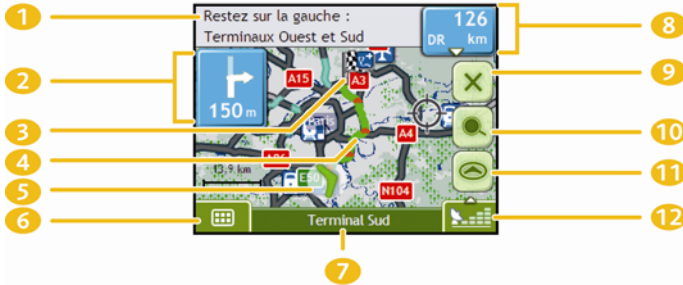 1
Restez sur la gauche :
Terminaux Ouest et Sud
126
DR km
8
2
150 m
A15
A3
9
3
Paris
10
4
A4
13.9 km
11
5
E50
N104
6
Terminal Sud
12
7